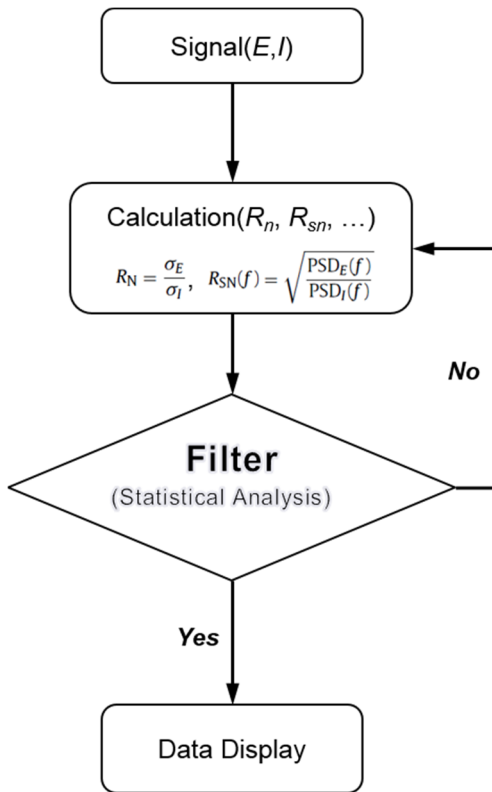 Signal(E,I)
Calculation(Rn, Rsn, ...)
RN = σE / σI, RSN(f) = √(PSDE(f) / PSDI(f))
No
Filter
(Statistical Analysis)
Yes
Data Display